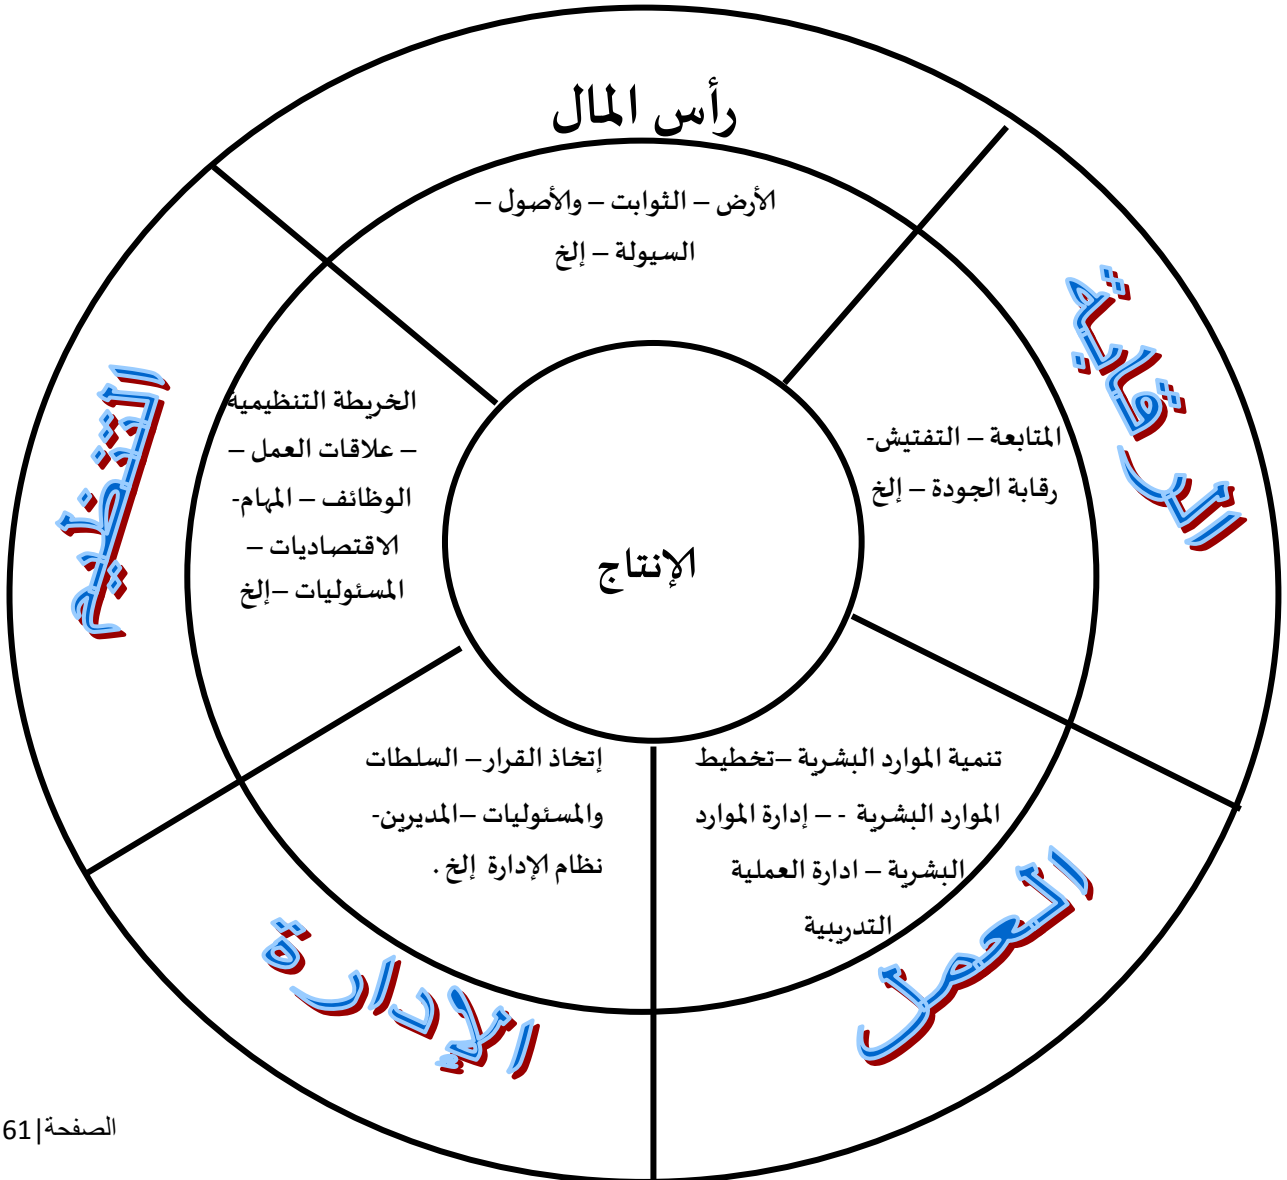 رأس المال
الأرض – الثوابت – والأصول –
السيولة – إلخ
الرقابة
المتابعة – التفتيش-
رقابة الجودة – إلخ
التنظيم
الخريطة التنظيمية
– علاقات العمل –
الوظائف – المهام-
الاقتصاديات –
المسئوليات –إلخ
الإنتاج
تنمية الموارد البشرية –تخطيط
الموارد البشرية - – إدارة الموارد
البشرية – ادارة العملية
التدريبية
العمل
إتخاذ القرار – السلطات
والمسئوليات –المديرين-
نظام الإدارة إلخ .
الإدارة
الصفحة|61